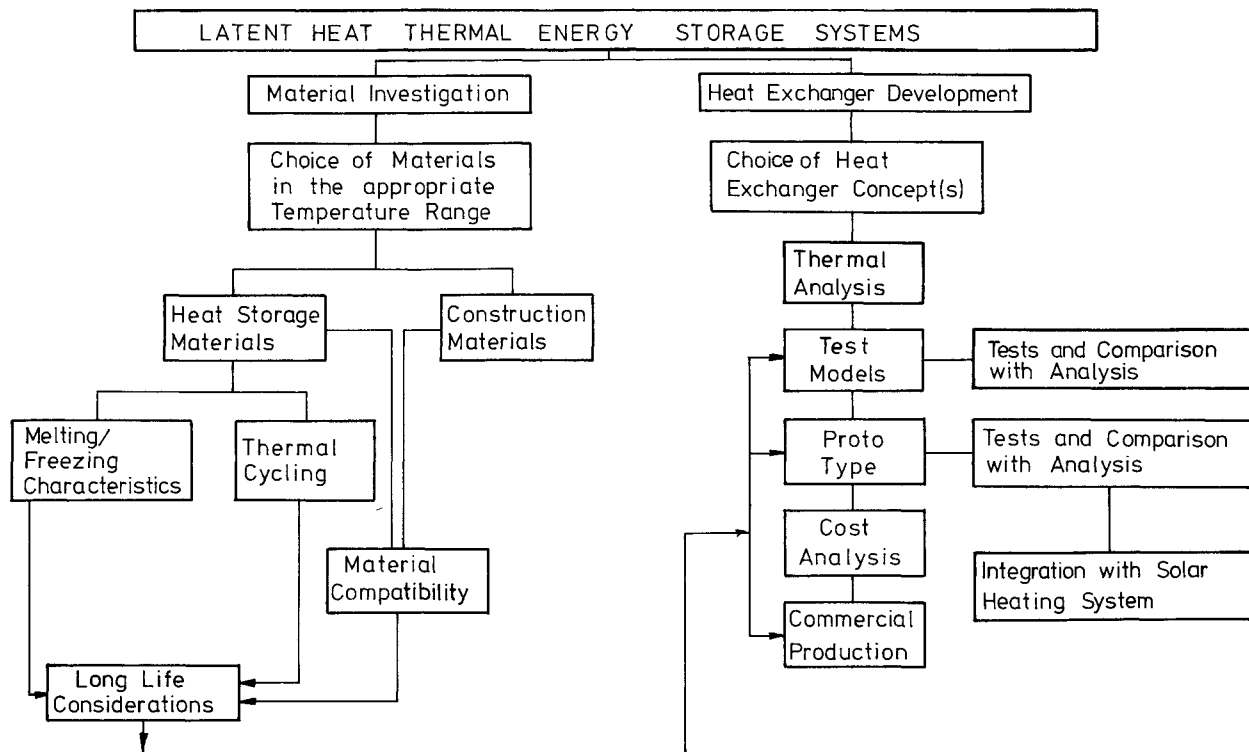 LATENT HEAT THERMAL ENERGY STORAGE SYSTEMS
Material Investigation
Heat Exchanger Development
Choice of Materials
in the appropriate
Temperature Range
Choice of Heat
Exchanger Concept(s)
Thermal
Analysis
Heat Storage
Materials
Construction
Materials
Test
Models
Tests and Comparison
with Analysis
Melting/
Freezing
Characteristics
Thermal
Cycling
Proto
Type
Tests and Comparison
with Analysis
Cost
Analysis
Material
Compatibility
Integration with Solar
Heating System
Commercial
Production
Long Life
Considerations